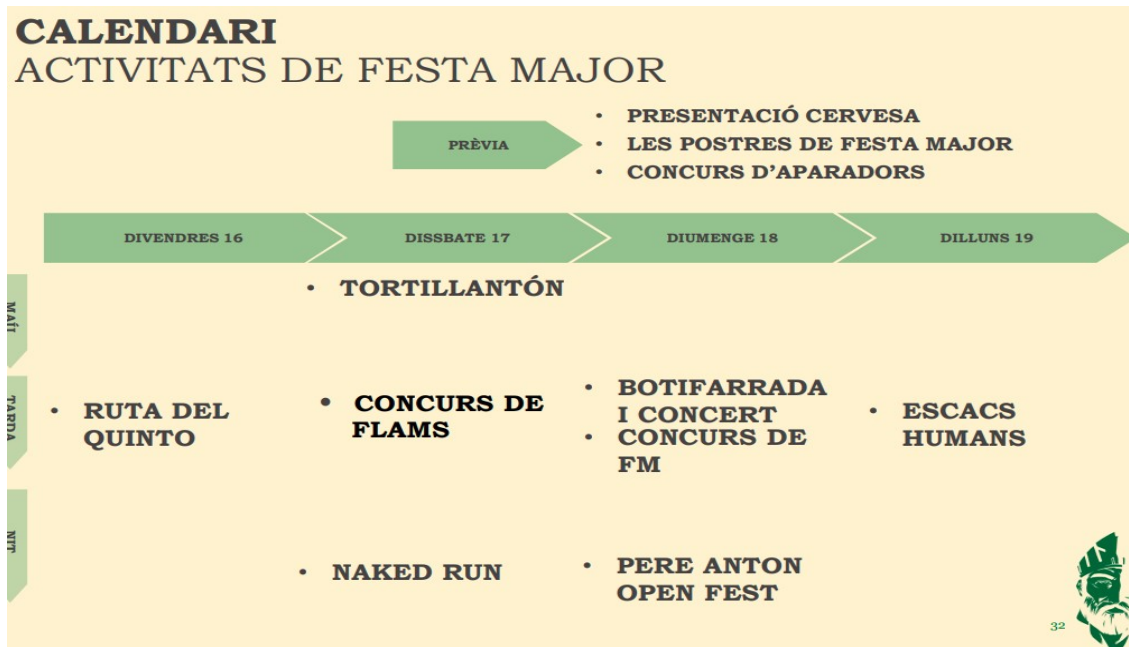 CALENDARI
ACTIVITATS DE FESTA MAJOR
PRÈVIA
• PRESENTACIÓ CERVESA
• LES POSTRES DE FESTA MAJOR
• CONCURS D'APARADORS
DIVENDRES 16
DISSBATE 17
DIUMENGE 18
DILLUNS 19
MAÍI
• TORTILLANTÓN
TARDA
• RUTA DEL
QUINTO
• CONCURS DE
FLAMS
• BOTIFARRADA
I CONCERT
• CONCURS DE
FM
• ESCACS
HUMANS
NIT
• NAKED RUN
• PERE ANTON
OPEN FEST
32